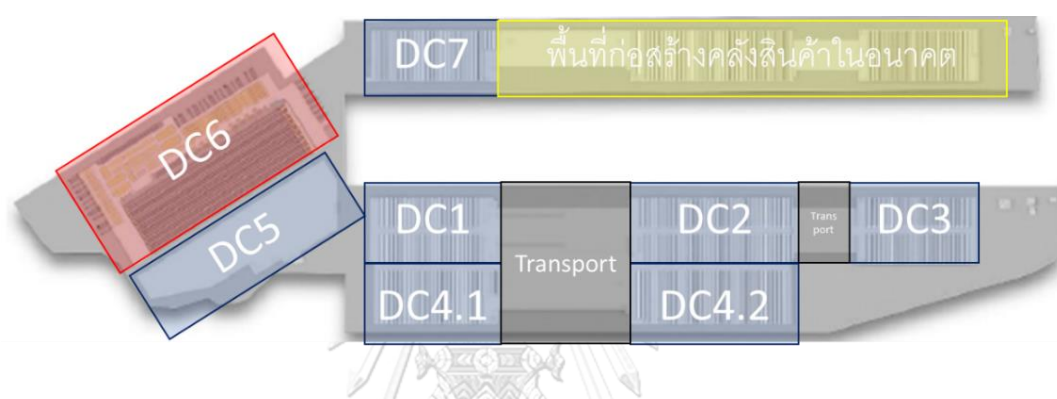 DC7
พื้นที่ก่อสร้างคลังสินค้าในอนาคต
DC6
DC5
DC1
Transport
DC2
Trans
port
DC3
DC4.1
DC4.2